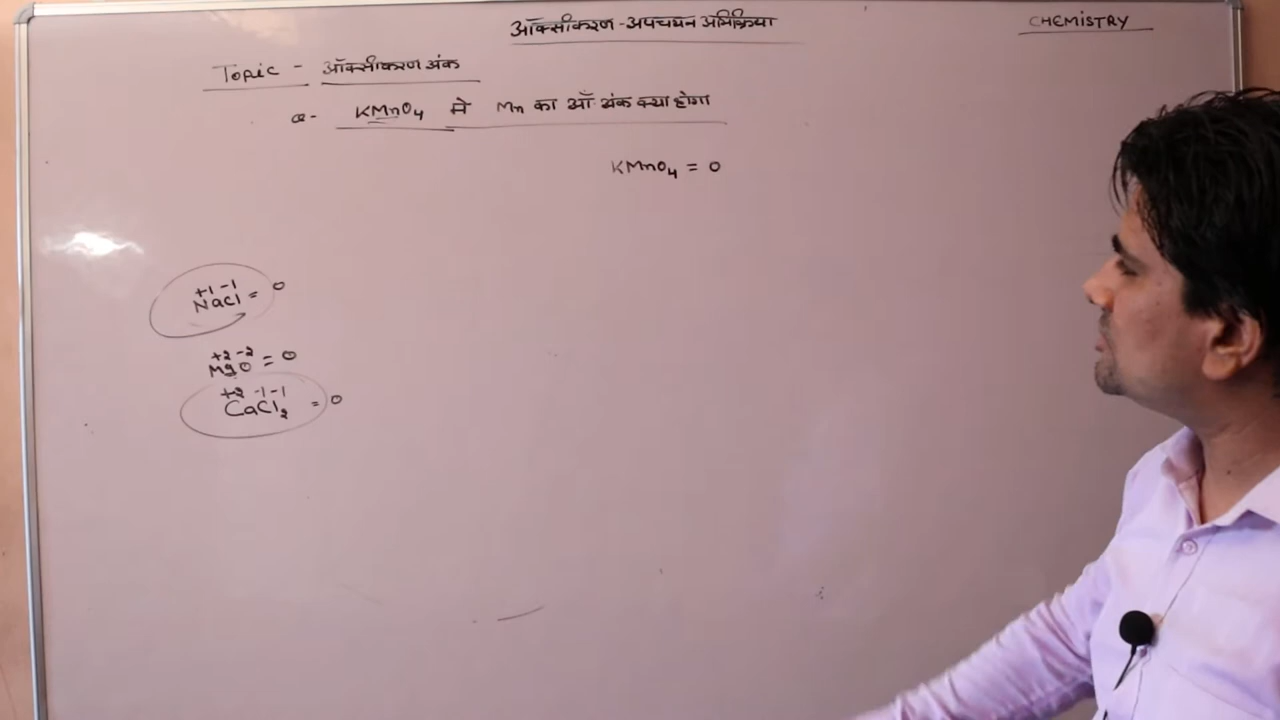 ऑक्सीकरण-अपचयन अभिक्रिया
CHEMISTRY
Topic - ऑक्सीकरण अंक
Q- KMnO₄ मे Mn का ऑ. अंक क्या होगा
KMnO₄ = 0
+1 -1
NaCl = 0
+2 -2
MgO = 0
+2 -1 -1
CaCl₂ = 0